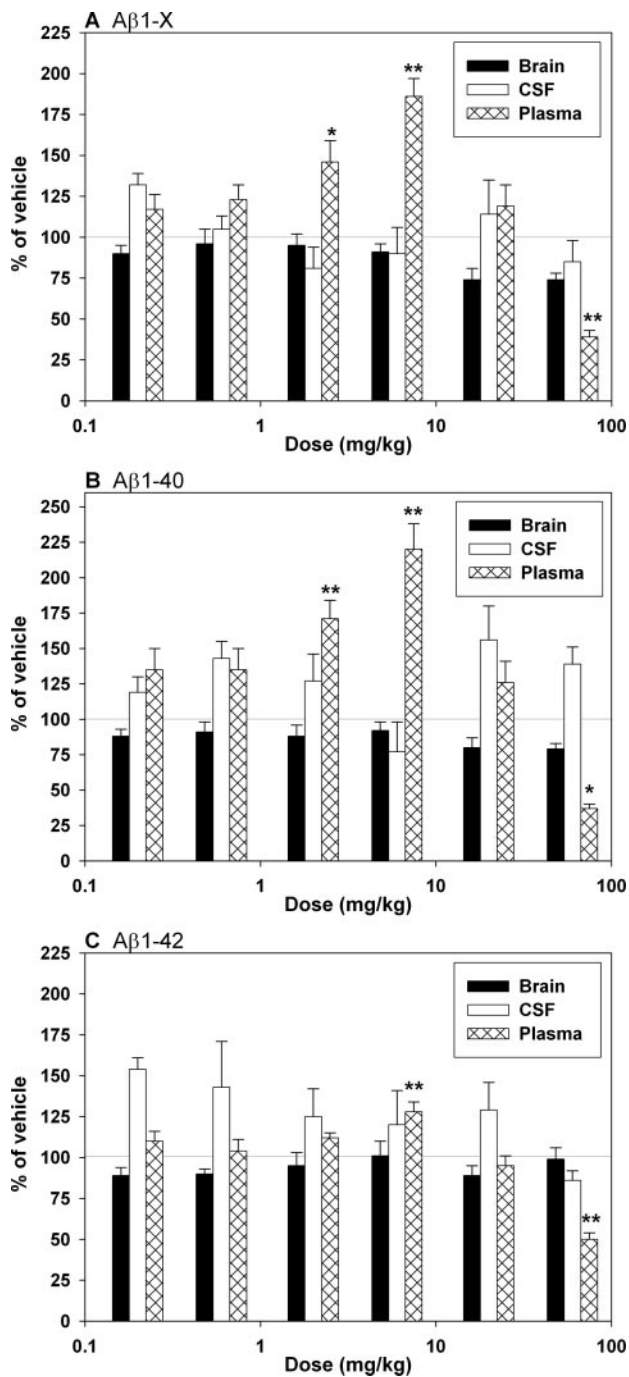 A Aβ1-X
225
200
175
150
125
100
75
50
25
0
% of vehicle
**
*
**
Brain
CSF
Plasma
0.1 1 10 100
Dose (mg/kg)
B Aβ1-40
250
225
200
175
150
125
100
75
50
25
0
% of vehicle
**
**
*
Brain
CSF
Plasma
0.1 1 10 100
Dose (mg/kg)
C Aβ1-42
225
200
175
150
125
100
75
50
25
0
% of vehicle
**
**
Brain
CSF
Plasma
0.1 1 10 100
Dose (mg/kg)